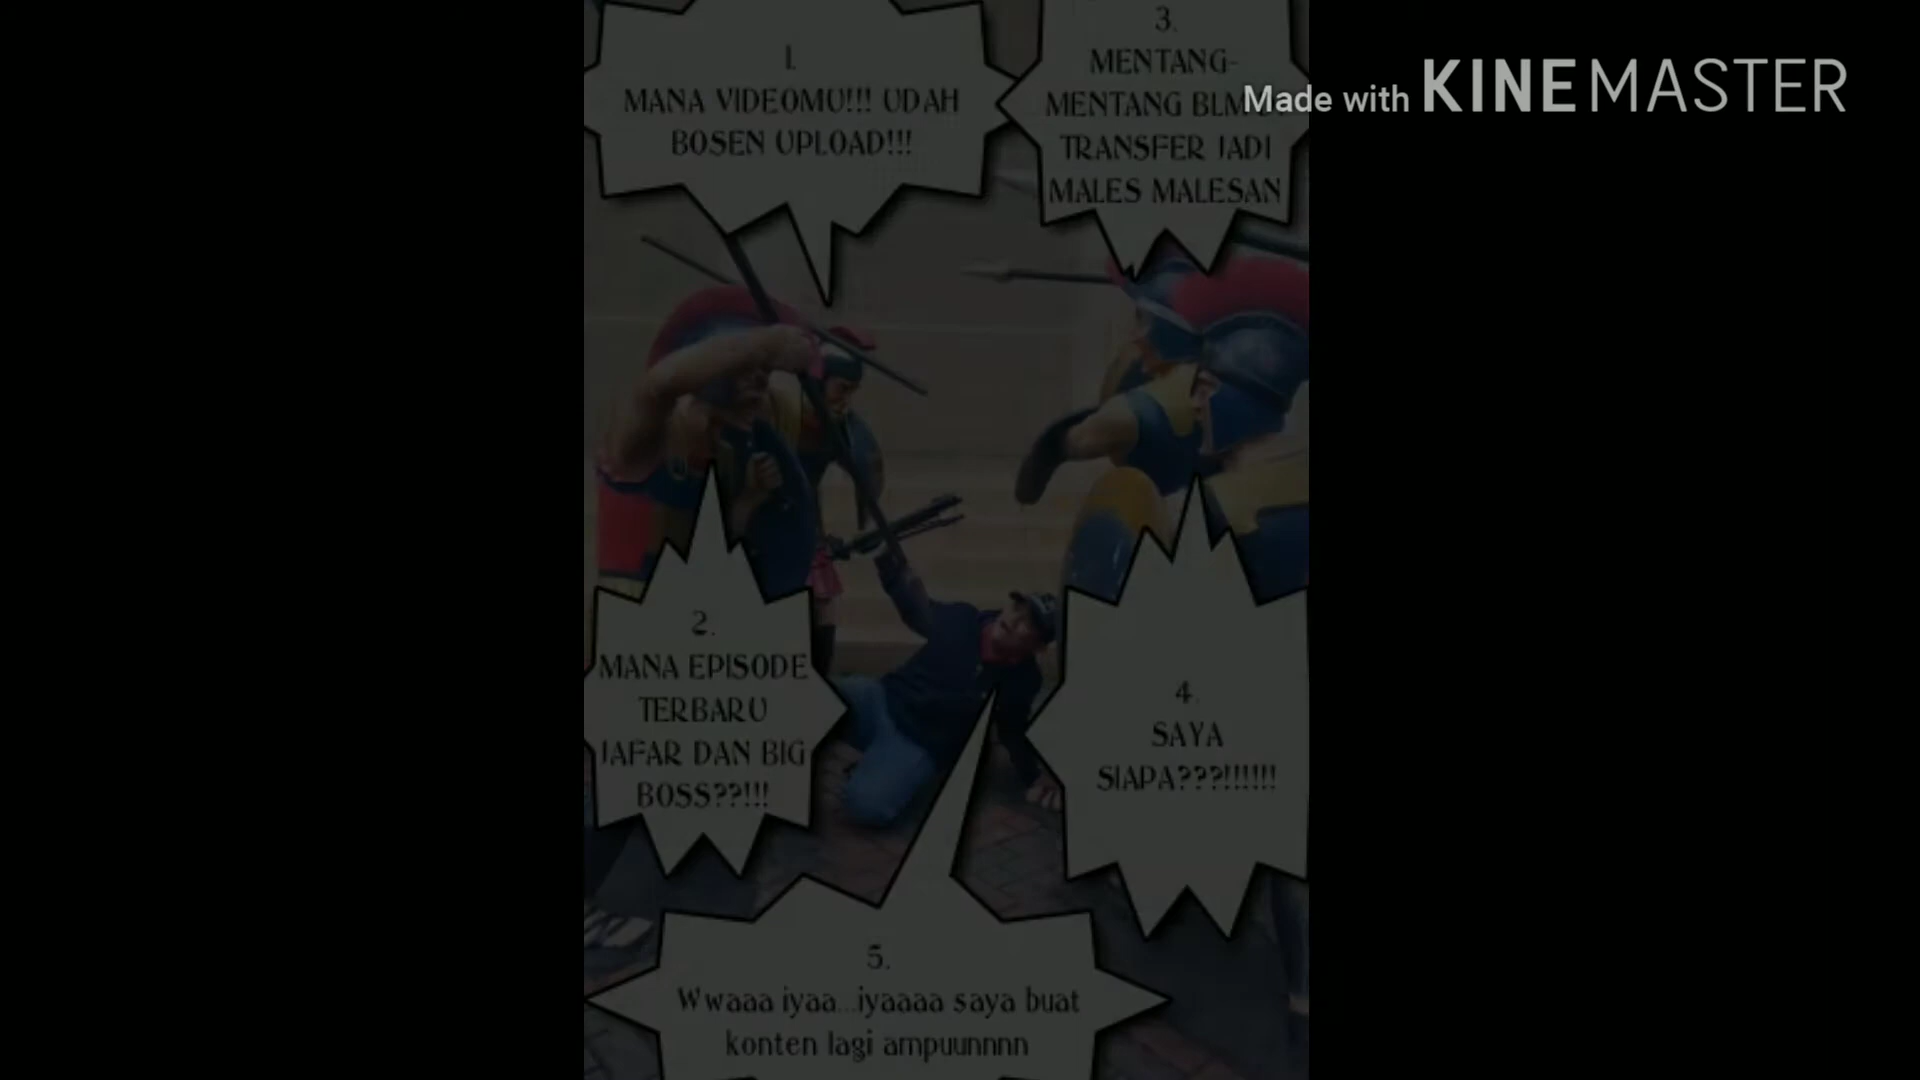 1.
MANA VIDEOMU!!! UDAH
BOSEN UPLOAD!!!
2.
MANA EPISODE
TERBARU
JAFAR DAN BIG
BOSS??!!!
3.
MENTANG-
MENTANG BLM
TRANSFER JADI
MALES MALESAN
4.
SAYA
SIAPA???!!!!!!
5.
Wwaaa iyaa...iyaaaa saya buat
konten lagi ampuunnnn
Made with KINEMASTER